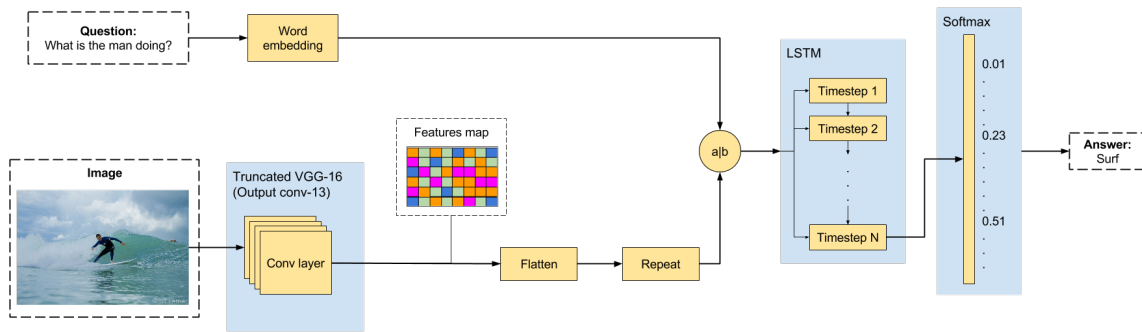 Question:
What is the man doing?
Word
embedding
Image
Truncated VGG-16
(Output conv-13)
Conv layer
Features map
Flatten
Repeat
a|b
LSTM
Timestep 1
Timestep 2
.
.
.
Timestep N
Softmax
0.01
.
.
.
.
0.23
.
.
.
.
.
0.51
.
.
.
Answer:
Surf